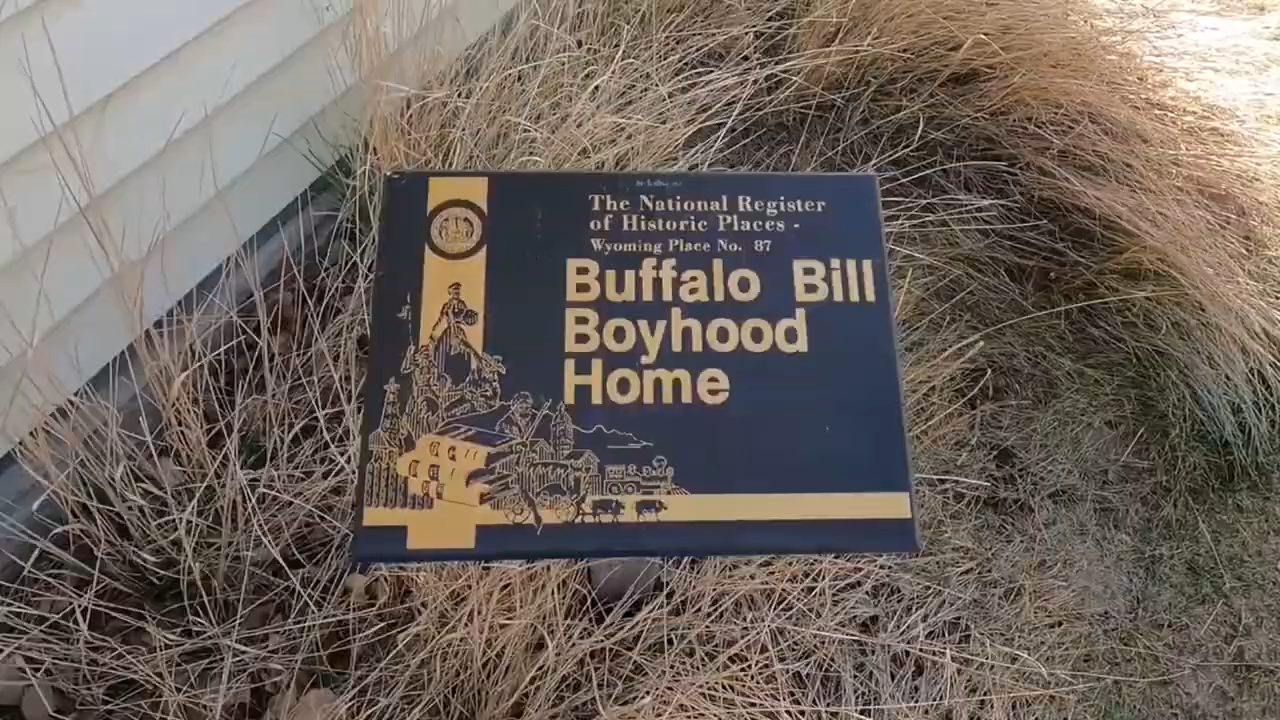 The National Register
of Historic Places -
Wyoming Place No. 87
Buffalo Bill
Boyhood
Home